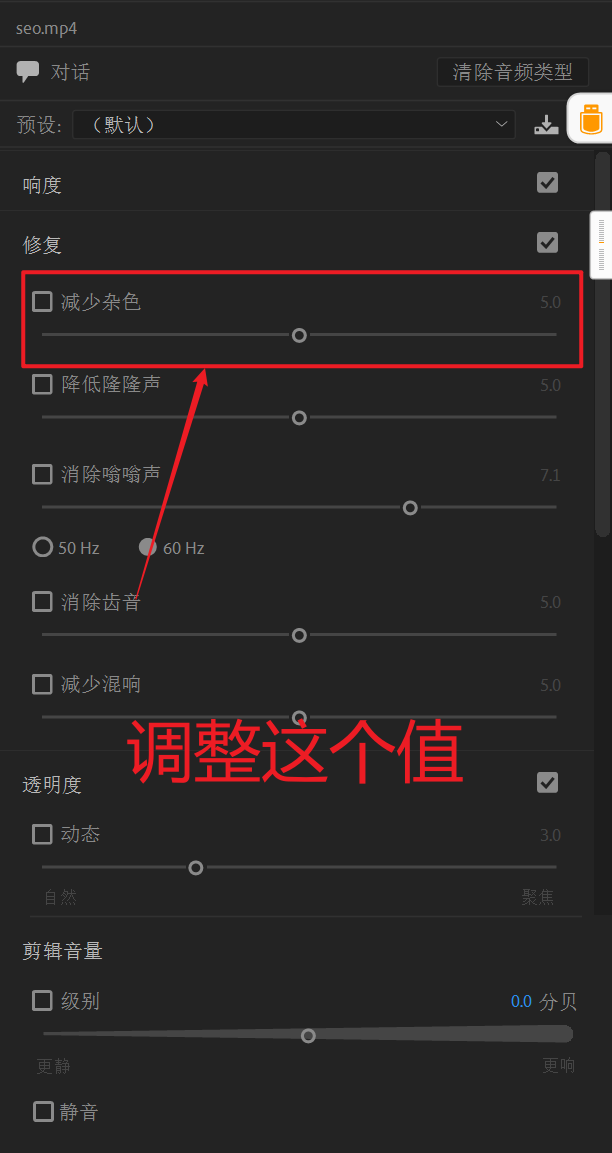 seo.mp4
对话
清除音频类型
预设:
（默认）
响度
修复
减少杂色
5.0
降低隆隆声
5.0
消除嗡嗡声
7.1
50 Hz
60 Hz
消除齿音
5.0
减少混响
5.0
调整这个值
透明度
动态
3.0
自然
聚焦
剪辑音量
级别
0.0 分贝
更静
更响
静音